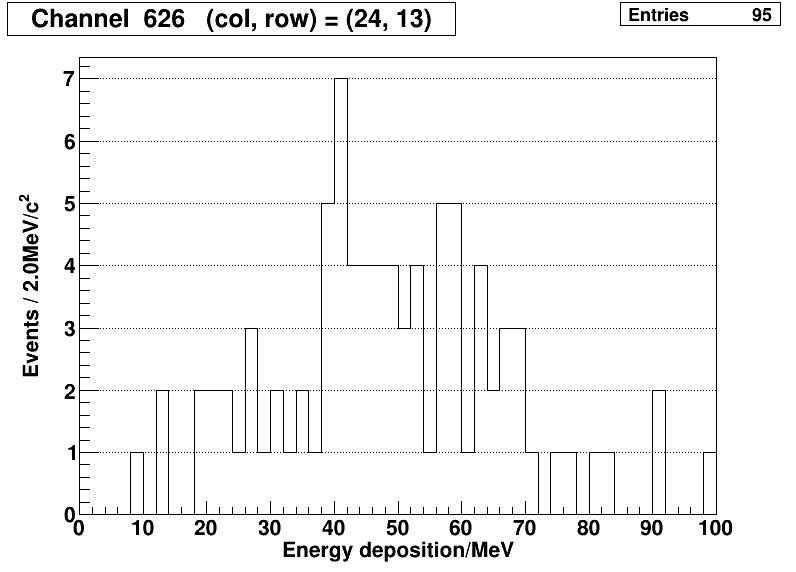 Channel 626 (col, row) = (24, 13)
Entries 95
7
6
5
4
3
2
1
0
Events / 2.0MeV/c²
0 10 20 30 40 50 60 70 80 90 100
Energy deposition/MeV